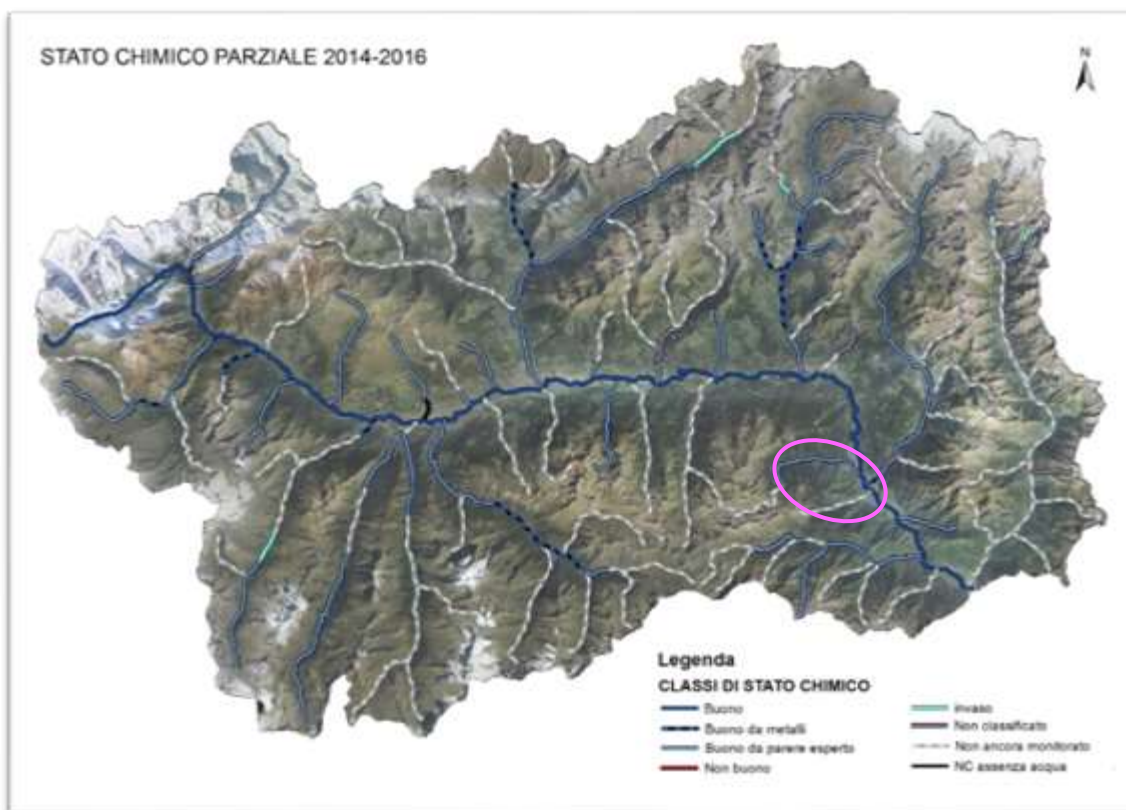 STATO CHIMICO PARZIALE 2014-2016
N
Legenda
CLASSI DI STATO CHIMICO
Buono
Buono da metalli
Buono da parere esperto
Non buono
invaso
Non classificato
Non ancora monitorato
NC assenza acqua